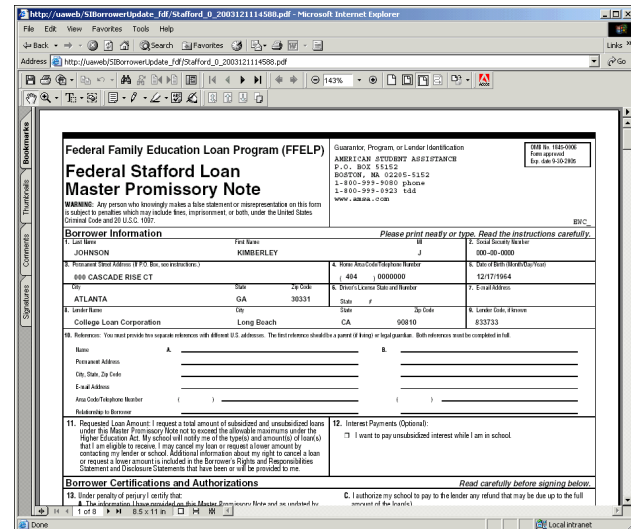 http://uaweb/SIBorrowerUpdate_fdf/Stafford_0_2003121114588.pdf - Microsoft Internet Explorer
File Edit View Favorites Tools Help
Back Search Favorites Links »
Address http://uaweb/SIBorrowerUpdate_fdf/Stafford_0_2003121114588.pdf Go
143%
Bookmarks
Thumbnails
Comments
Signatures
Federal Family Education Loan Program (FFELP)
Federal Stafford Loan
Master Promissory Note
WARNING: Any person who knowingly makes a false statement or misrepresentation on this form
is subject to penalties which may include fines, imprisonment, or both, under the United States
Criminal Code and 20 U.S.C. 1097.
Guarantor, Program, or Lender Identification
AMERICAN STUDENT ASSISTANCE
P.O. BOX 55152
BOSTON, MA 02205-5152
1-800-999-9080 phone
1-800-999-0923 tdd
www.amsa.com
OMB No. 1845-0006
Form approved
Exp. date 9-30-2005
ENC_
Borrower Information Please print neatly or type. Read the instructions carefully.
1. Last Name First Name MI 2. Social Security Number
JOHNSON KIMBERLEY J 000-00-0000
3. Permanent Street Address (If P.O. Box, see instructions.) 4. Home Area Code/Telephone Number 5. Date of Birth (Month/Day/Year)
000 CASCADE RISE CT ( 404 ) 0000000 12/17/1964
City State Zip Code 6. Driver's License State and Number 7. E-mail Address
ATLANTA GA 30331 State #
8. Lender Name City State Zip Code 9. Lender Code, if known
College Loan Corporation Long Beach CA 90810 833733
10. References: You must provide two separate references with different U.S. addresses. The first reference should be a parent (if living) or legal guardian. Both references must be completed in full.
Name A. B.
Permanent Address
City, State, Zip Code
E-mail Address
Area Code/Telephone Number ( ) ( )
Relationship to Borrower
11. Requested Loan Amount: I request a total amount of subsidized and unsubsidized loans
under this Master Promissory Note not to exceed the allowable maximums under the
Higher Education Act. My school will notify me of the type(s) and amount(s) of loan(s)
that I am eligible to receive. I may cancel my loan or request a lower amount by
contacting my lender or school. Additional information about my right to cancel a loan
or request a lower amount is included in the Borrower's Rights and Responsibilities
Statement and Disclosure Statements that have been or will be provided to me.
12. Interest Payments (Optional):
I want to pay unsubsidized interest while I am in school.
Borrower Certifications and Authorizations Read carefully before signing below.
13. Under penalty of perjury I certify that:
A. The information I have provided on this Master Promissory Note and as updated by
C. I authorize my school to pay to the lender any refund that may be due up to the full
amount of the loan(s).
1 of 8 8.5 x 11 in
Done Local intranet